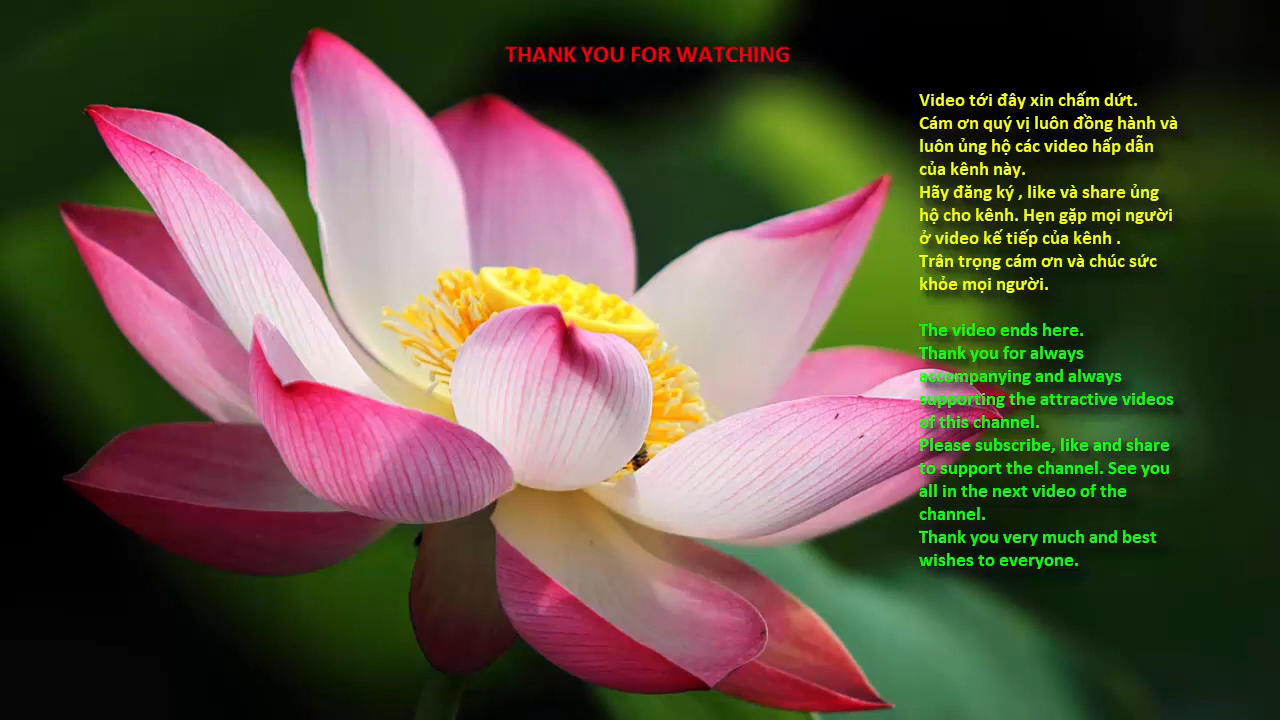 THANK YOU FOR WATCHING
Video tới đây xin chấm dứt.
Cám ơn quý vị luôn đồng hành và
luôn ủng hộ các video hấp dẫn
của kênh này.
Hãy đăng ký , like và share ủng
hộ cho kênh. Hẹn gặp mọi người
ở video kế tiếp của kênh .
Trân trọng cám ơn và chúc sức
khỏe mọi người.
The video ends here.
Thank you for always
accompanying and always
supporting the attractive videos
of this channel.
Please subscribe, like and share
to support the channel. See you
all in the next video of the
channel.
Thank you very much and best
wishes to everyone.